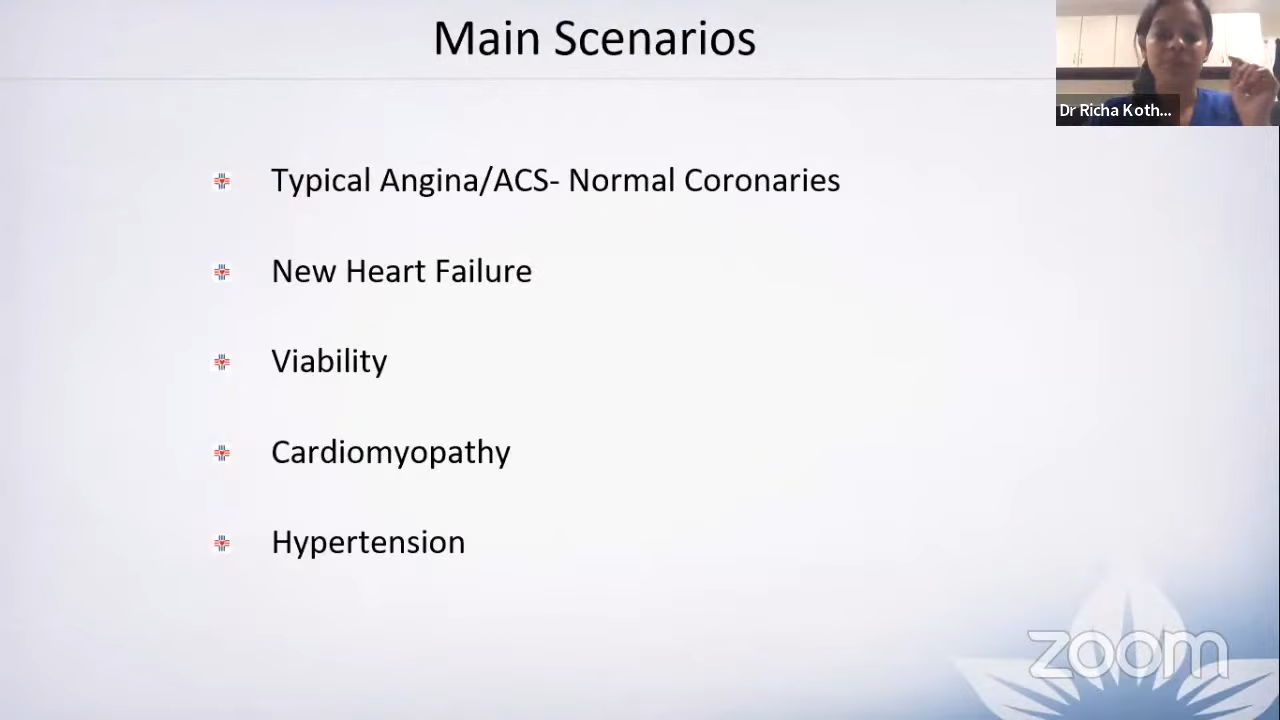 Main Scenarios
Dr Richa Koth...
Typical Angina/ACS- Normal Coronaries
New Heart Failure
Viability
Cardiomyopathy
Hypertension
zoom